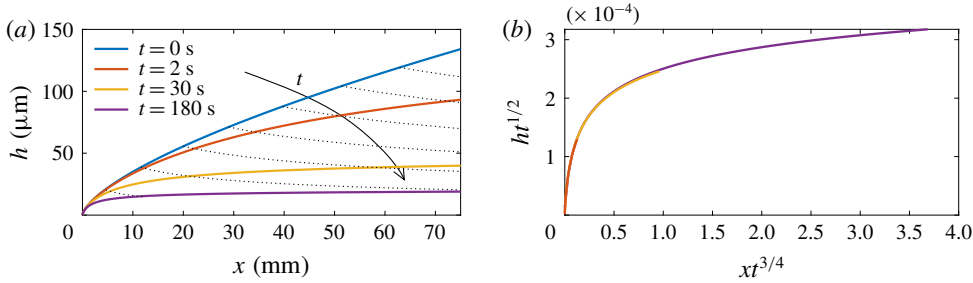 (a)
150
100
50
0
10
20
30
40
50
60
70
h (μm)
x (mm)
t = 0 s
t = 2 s
t = 30 s
t = 180 s
t
(b)
(× 10⁻⁴)
3
2
1
0
0.5
1.0
1.5
2.0
2.5
3.0
3.5
4.0
ht^{1/2}
xt^{3/4}